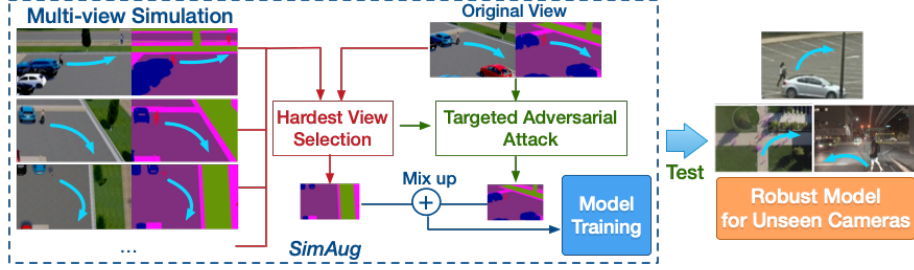 Multi-view Simulation
Original View
Hardest View
Selection
Targeted Adversarial
Attack
Mix up
Model
Training
...
SimAug
Test
Robust Model
for Unseen Cameras